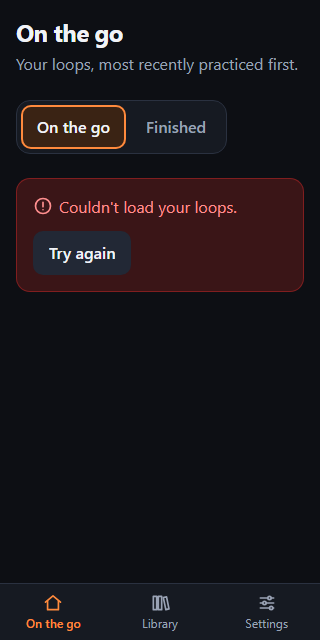 On the go
Your loops, most recently practiced first.
On the go
Finished
Couldn't load your loops.
Try again
On the go
Library
Settings